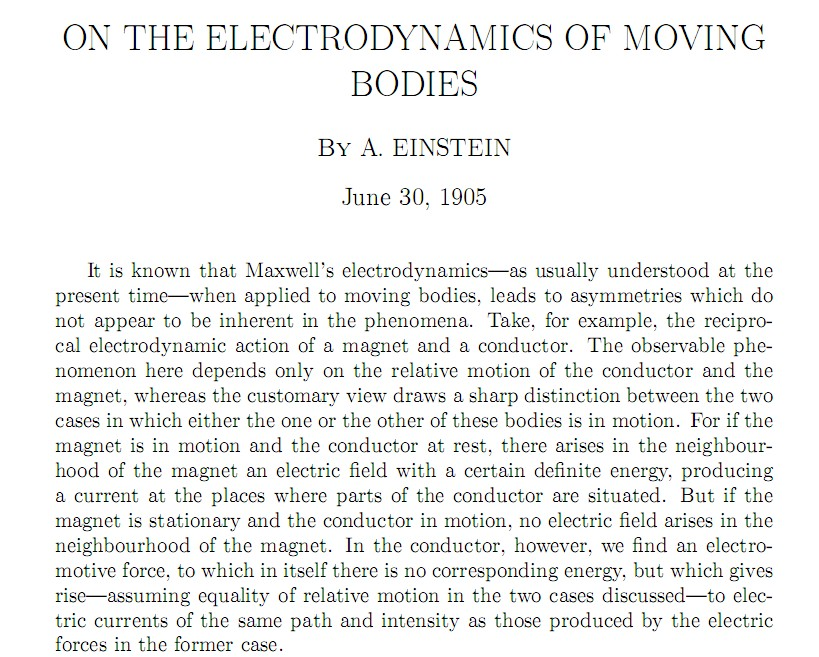 ON THE ELECTRODYNAMICS OF MOVING
BODIES
By A. EINSTEIN
June 30, 1905
It is known that Maxwell's electrodynamics—as usually understood at the
present time—when applied to moving bodies, leads to asymmetries which do
not appear to be inherent in the phenomena. Take, for example, the recipro-
cal electrodynamic action of a magnet and a conductor. The observable phe-
nomenon here depends only on the relative motion of the conductor and the
magnet, whereas the customary view draws a sharp distinction between the two
cases in which either the one or the other of these bodies is in motion. For if the
magnet is in motion and the conductor at rest, there arises in the neighbour-
hood of the magnet an electric field with a certain definite energy, producing
a current at the places where parts of the conductor are situated. But if the
magnet is stationary and the conductor in motion, no electric field arises in the
neighbourhood of the magnet. In the conductor, however, we find an electro-
motive force, to which in itself there is no corresponding energy, but which gives
rise—assuming equality of relative motion in the two cases discussed—to elec-
tric currents of the same path and intensity as those produced by the electric
forces in the former case.